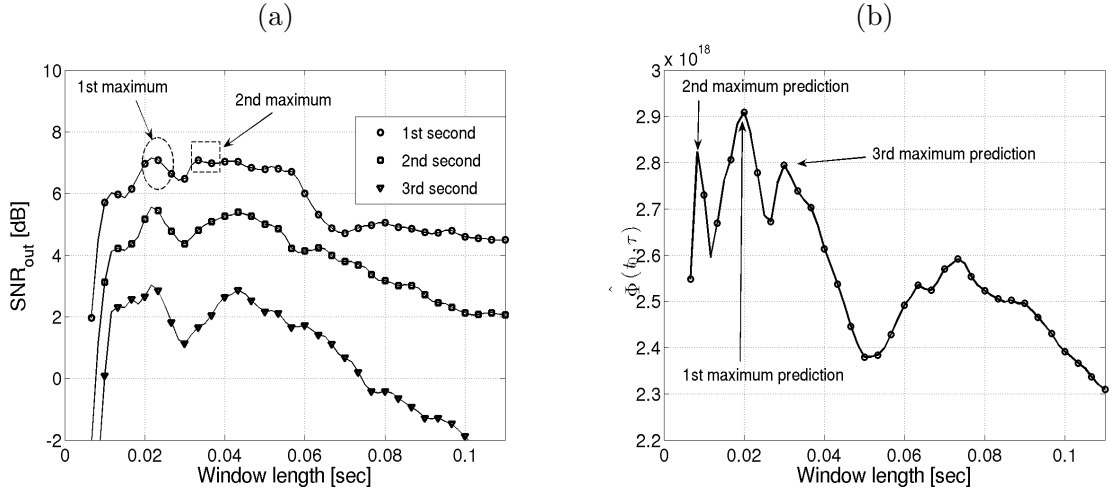 (a)
10
8
6
4
2
0
-2
0
0.02
0.04
0.06
0.08
0.1
SNRout [dB]
Window length [sec]
1st maximum
2nd maximum
1st second
2nd second
3rd second
(b)
x 10^18
3
2.9
2.8
2.7
2.6
2.5
2.4
2.3
2.2
0
0.02
0.04
0.06
0.08
0.1
Φ̂ (t0, τ)
Window length [sec]
2nd maximum prediction
3rd maximum prediction
1st maximum prediction